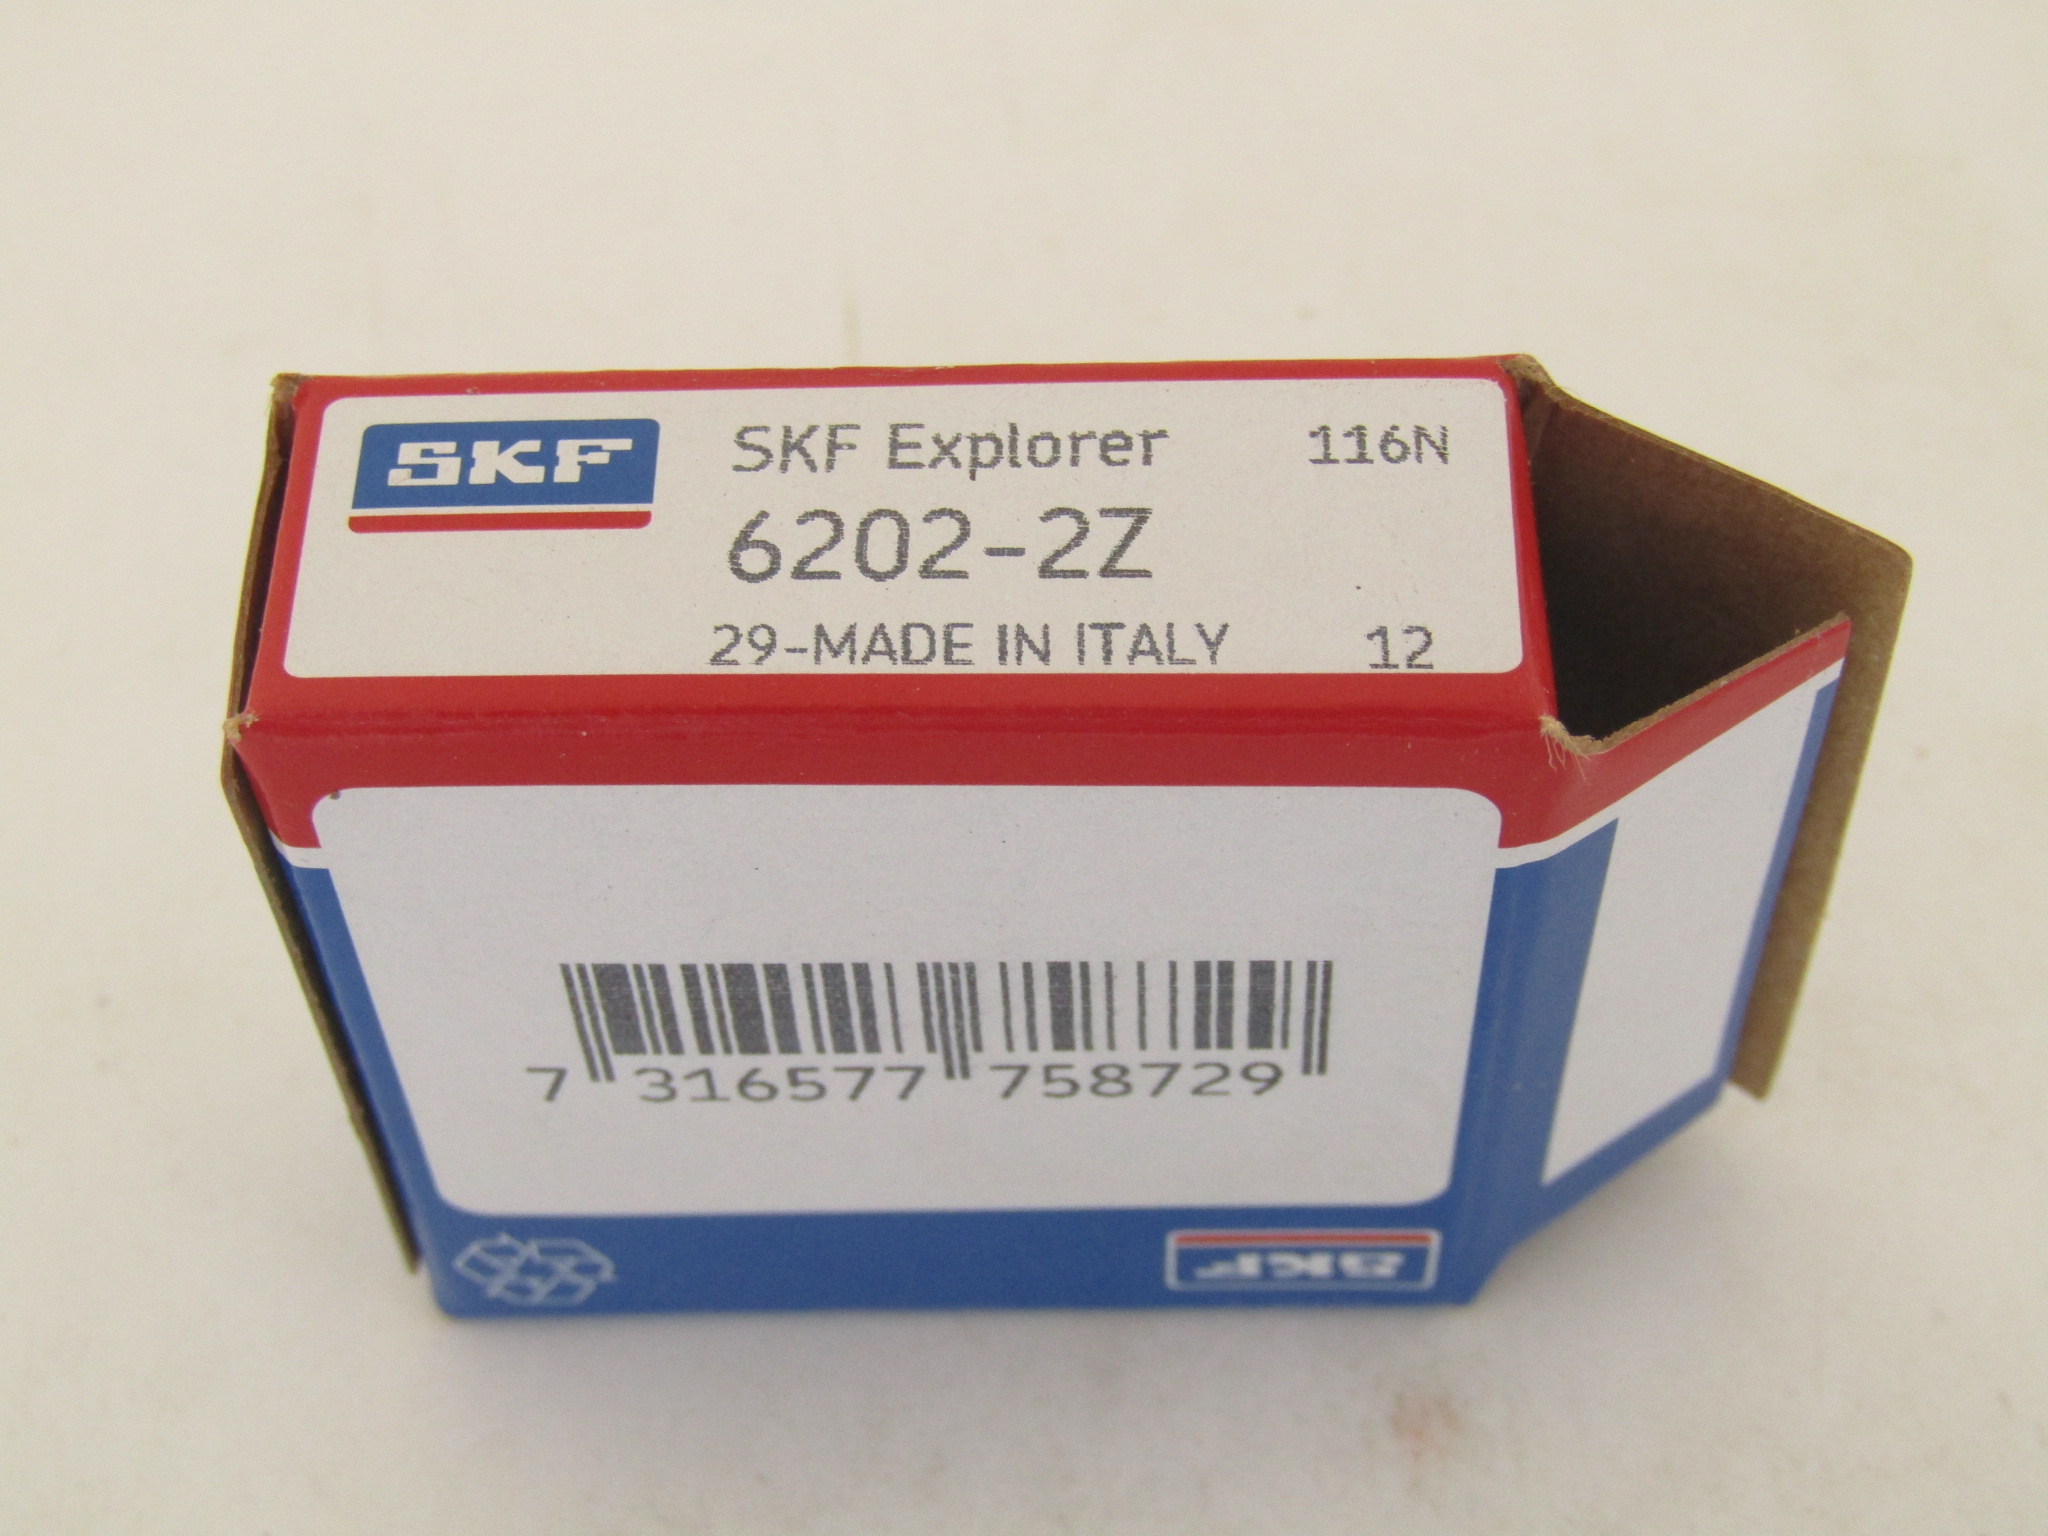 SKF SKF Explorer 116N
6202-2Z
29-MADE IN ITALY 12
7 316577 758729
SKF